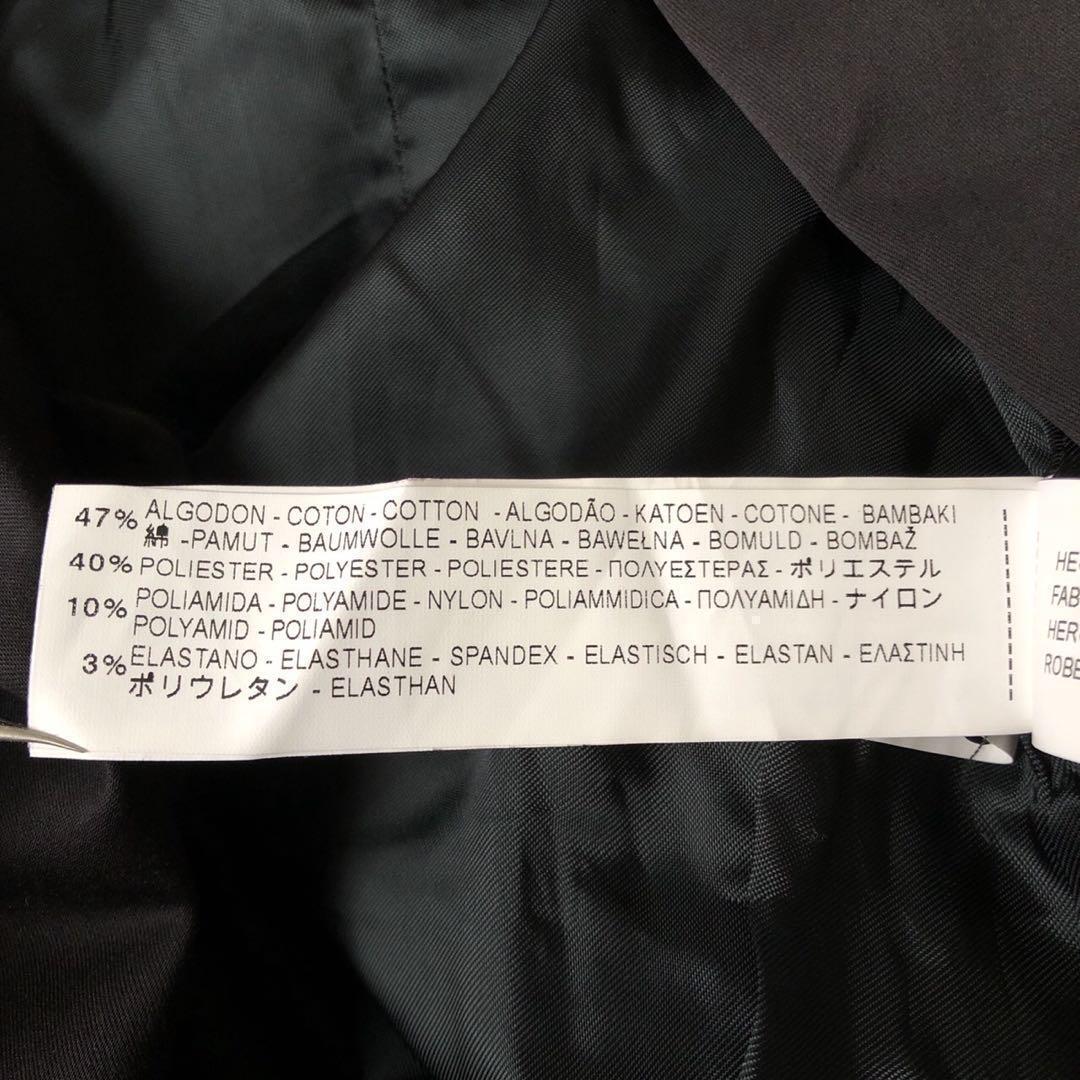 47% ALGODON - COTON - COTTON - ALGODÃO - KATOEN - COTONE - BAMBAKI
綿 - PAMUT - BAUMWOLLE - BAVLNA - BAWEŁNA - BOMULD - BOMBAŽ
40% POLIESTER - POLYESTER - POLIESTERE - ΠΟΛΥΕΣΤΕΡΑΣ - ポリエステル
10% POLIAMIDA - POLYAMIDE - NYLON - POLIAMMIDICA - ΠΟΛΥΑΜΙΔΗ - ナイロン
POLYAMID - POLIAMID
3% ELASTANO - ELASTHANE - SPANDEX - ELASTISCH - ELASTAN - ΕΛΑΣΤΙΝΗ
ポリウレタン - ELASTHAN